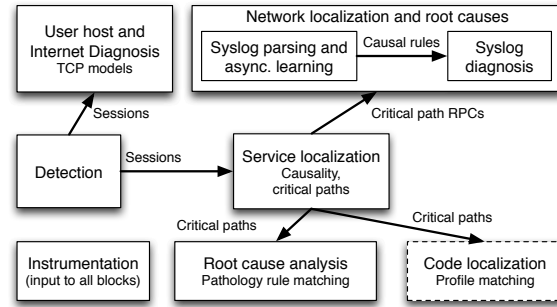 User host and
Internet Diagnosis
TCP models
Network localization and root causes
Syslog parsing and
async. learning
Causal rules
Syslog
diagnosis
Sessions
Critical path RPCs
Detection
Sessions
Service localization
Causality,
critical paths
Critical paths
Critical paths
Instrumentation
(input to all blocks)
Root cause analysis
Pathology rule matching
Code localization
Profile matching